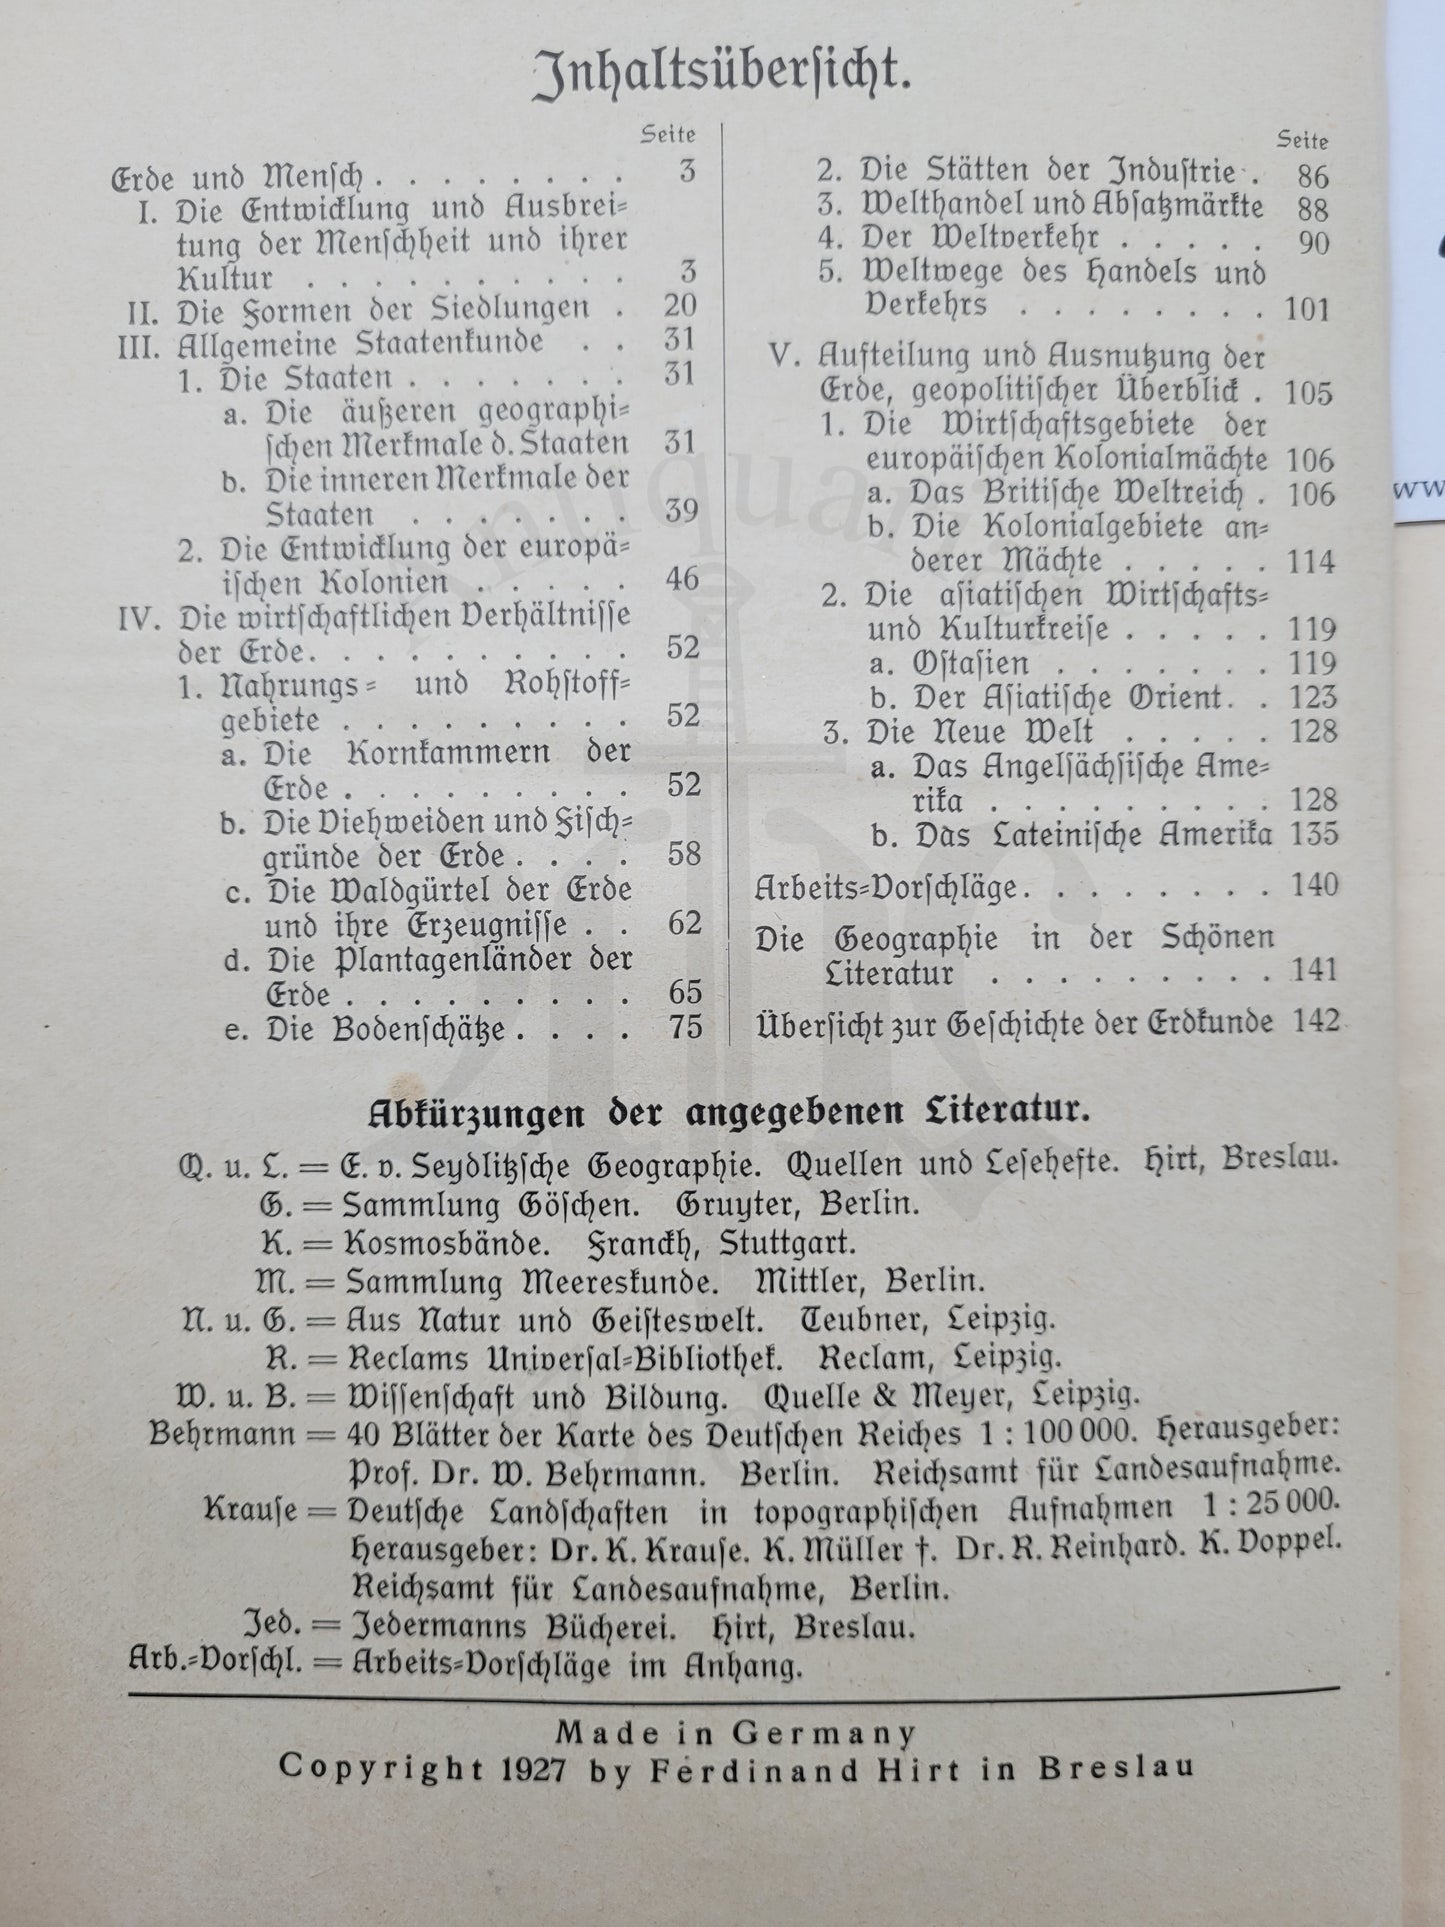 Inhaltsübersicht.
Seite
Erde und Mensch . . . . . . . . 3
I. Die Entwicklung und Ausbrei-
tung der Menschheit und ihrer
Kultur . . . . . . . . . . 3
II. Die Formen der Siedlungen . 20
III. Allgemeine Staatenkunde . . 31
1. Die Staaten . . . . . . . 31
a. Die äußeren geographi-
schen Merkmale d. Staaten 31
b. Die inneren Merkmale der
Staaten . . . . . . . 39
2. Die Entwicklung der europä-
ischen Kolonien . . . . . 46
IV. Die wirtschaftlichen Verhältnisse
der Erde. . . . . . . . . . 52
1. Nahrungs- und Rohstoff-
gebiete . . . . . . . . . 52
a. Die Kornkammern der
Erde . . . . . . . . . 52
b. Die Viehweiden und Fisch-
gründe der Erde . . . . 58
c. Die Waldgürtel der Erde
und ihre Erzeugnisse . . 62
d. Die Plantagenländer der
Erde . . . . . . . . . 65
e. Die Bodenschätze . . . . 75
Seite
2. Die Stätten der Industrie . 86
3. Welthandel und Absatzmärkte 88
4. Der Weltverkehr . . . . . 90
5. Weltwege des Handels und
Verkehrs . . . . . . . . 101
V. Aufteilung und Ausnutzung der
Erde, geopolitischer Überblick . 105
1. Die Wirtschaftsgebiete der
europäischen Kolonialmächte 106
a. Das Britische Weltreich . 106
b. Die Kolonialgebiete an-
derer Mächte . . . . . 114
2. Die asiatischen Wirtschafts-
und Kulturkreise . . . . . 119
a. Ostasien . . . . . . . 119
b. Der Asiatische Orient . . 123
3. Die Neue Welt . . . . . 128
a. Das Angelsächsische Ame-
rika . . . . . . . . . 128
b. Das Lateinische Amerika 135
Arbeits-Vorschläge. . . . . . . . 140
Die Geographie in der Schönen
Literatur . . . . . . . . . 141
Übersicht zur Geschichte der Erdkunde 142
Abkürzungen der angegebenen Literatur.
Q. u. L. = E. v. Seydlitzsche Geographie. Quellen und Lesehefte. Hirt, Breslau.
G. = Sammlung Göschen. Gruyter, Berlin.
K. = Kosmosbände. Franckh, Stuttgart.
M. = Sammlung Meereskunde. Mittler, Berlin.
N. u. G. = Aus Natur und Geisteswelt. Teubner, Leipzig.
R. = Reclams Universal-Bibliothek. Reclam, Leipzig.
W. u. B. = Wissenschaft und Bildung. Quelle & Meyer, Leipzig.
Behrmann = 40 Blätter der Karte des Deutschen Reiches 1 : 100 000. Herausgeber:
Prof. Dr. W. Behrmann. Berlin. Reichsamt für Landesaufnahme.
Krause = Deutsche Landschaften in topographischen Aufnahmen 1 : 25 000.
Herausgeber: Dr. K. Krause. K. Müller †. Dr. R. Reinhard. K. Voppel.
Reichsamt für Landesaufnahme, Berlin.
Jed. = Jedermanns Bücherei. Hirt, Breslau.
Arb.-Vorschl. = Arbeits-Vorschläge im Anhang.
Made in Germany
Copyright 1927 by Ferdinand Hirt in Breslau